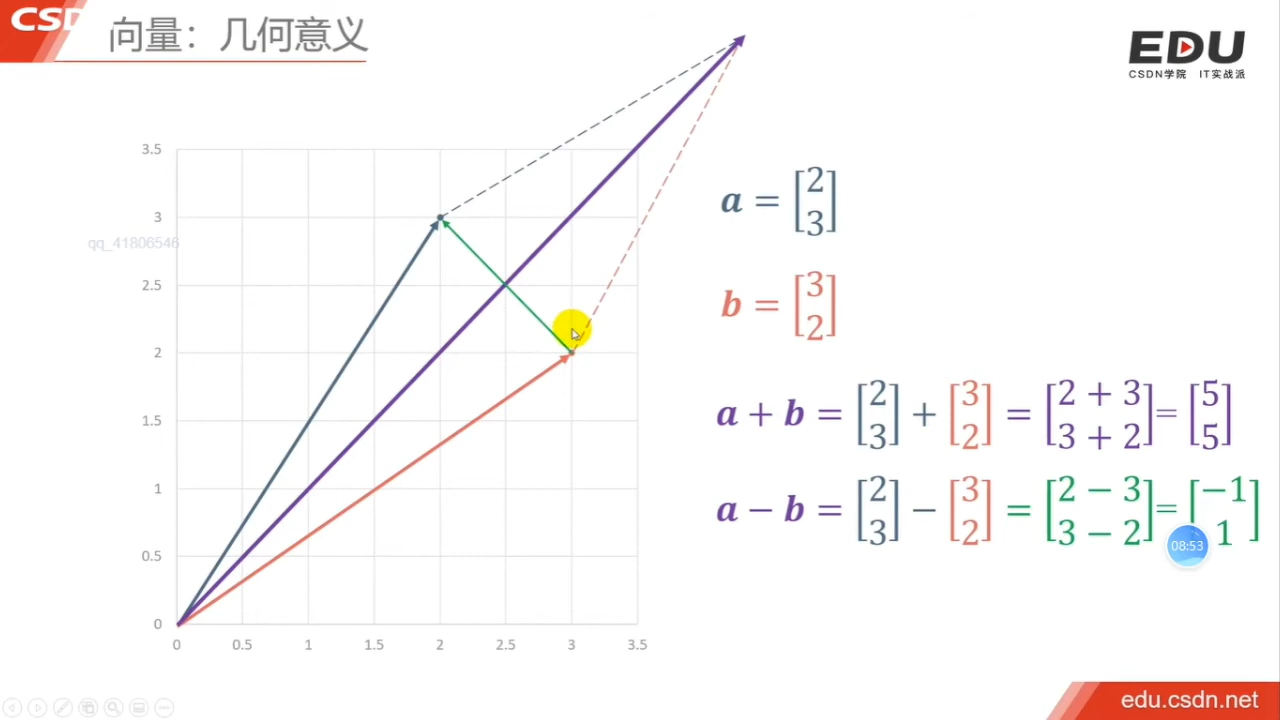 CSD
向量：几何意义
EDU
CSDN学院 IT实战派
3.5
3
2.5
2
1.5
1
0.5
0
0 0.5 1 1.5 2 2.5 3 3.5
qq_41806546
a = [2 3]
b = [3 2]
a + b = [2 3] + [3 2] = [2 + 3 3 + 2] = [5 5]
a − b = [2 3] − [3 2] = [2 − 3 3 − 2] = [−1 1]
08:53
edu.csdn.net